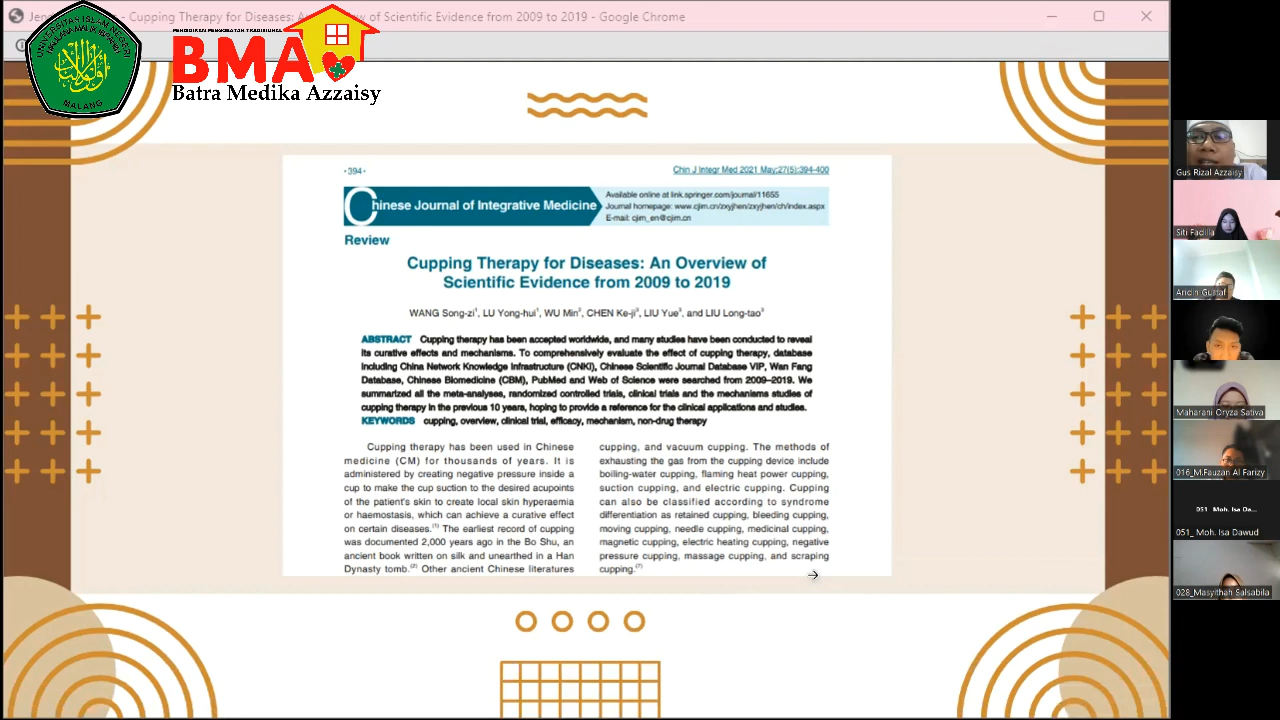 Cupping Therapy for Diseases: An Overview of Scientific Evidence from 2009 to 2019 - Google Chrome
UNIVERSITAS ISLAM NEGERI
MAULANA MALIK IBRAHIM
MALANG
PENDIDIKAN PENGOBATAN TRADISIONAL
BMA
Batra Medika Azzaisy
·394·
Chin J Integr Med 2021 May;27(5):394-400
Chinese Journal of Integrative Medicine
Available online at link.springer.com/journal/11655
Journal homepage: www.cjim.cn/zxyjhen/zxyjhen/ch/index.aspx
E-mail: cjim_en@cjim.cn
Review
Cupping Therapy for Diseases: An Overview of
Scientific Evidence from 2009 to 2019
WANG Song-zi¹, LU Yong-hui¹, WU Min², CHEN Ke-ji³, LIU Yue³, and LIU Long-tao³
ABSTRACT Cupping therapy has been accepted worldwide, and many studies have been conducted to reveal
its curative effects and mechanisms. To comprehensively evaluate the effect of cupping therapy, database
including China Network Knowledge Infrastructure (CNKI), Chinese Scientific Journal Database VIP, Wan Fang
Database, Chinese Biomedicine (CBM), PubMed and Web of Science were searched from 2009–2019. We
summarized all the meta-analyses, randomized controlled trials, clinical trials and the mechanisms studies of
cupping therapy in the previous 10 years, hoping to provide a reference for the clinical applications and studies.
KEYWORDS cupping, overview, clinical trial, efficacy, mechanism, non-drug therapy
Cupping therapy has been used in Chinese
medicine (CM) for thousands of years. It is
administered by creating negative pressure inside a
cup to make the cup suction to the desired acupoints
of the patient's skin to create local skin hyperaemia
or haemostasis, which can achieve a curative effect
on certain diseases.(1) The earliest record of cupping
was documented 2,000 years ago in the Bo Shu, an
ancient book written on silk and unearthed in a Han
Dynasty tomb.(2) Other ancient Chinese literatures
cupping, and vacuum cupping. The methods of
exhausting the gas from the cupping device include
boiling-water cupping, flaming heat power cupping,
suction cupping, and electric cupping. Cupping
can also be classified according to syndrome
differentiation as retained cupping, bleeding cupping,
moving cupping, needle cupping, medicinal cupping,
magnetic cupping, electric heating cupping, negative
pressure cupping, massage cupping, and scraping
cupping.(7)
Gus Rizal Azzaisy
Siti Fadilla
Maharani Oryza Sativa
016_M.Fauzan Al Farizy
051_ Moh. Isa Da...
051_ Moh. Isa Dawud
028_Masyithah Salsabila